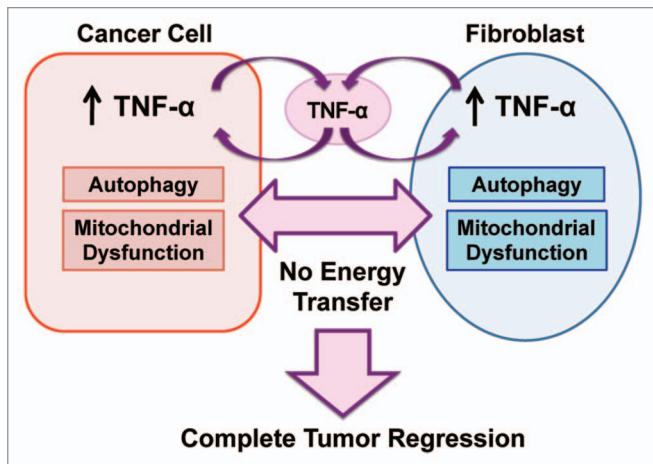 Cancer Cell
Fibroblast
↑ TNF-α
TNF-α
↑ TNF-α
Autophagy
Mitochondrial
Dysfunction
Autophagy
Mitochondrial
Dysfunction
No Energy
Transfer
Complete Tumor Regression